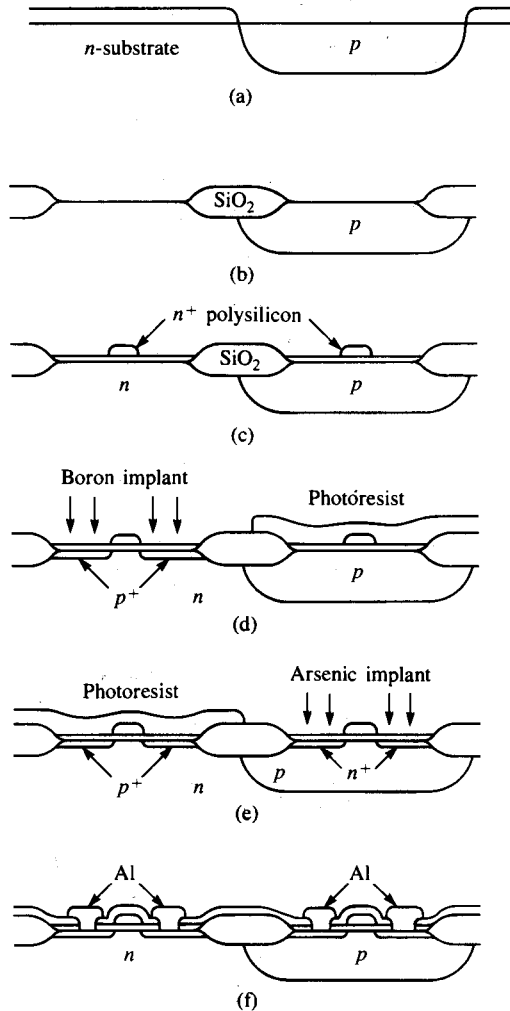 n-substrate
p
(a)
SiO₂
p
(b)
n⁺ polysilicon
SiO₂
n
p
(c)
Boron implant
Photoresist
p⁺
n
p
(d)
Photoresist
Arsenic implant
p⁺
n
p
n⁺
(e)
Al
Al
n
p
(f)